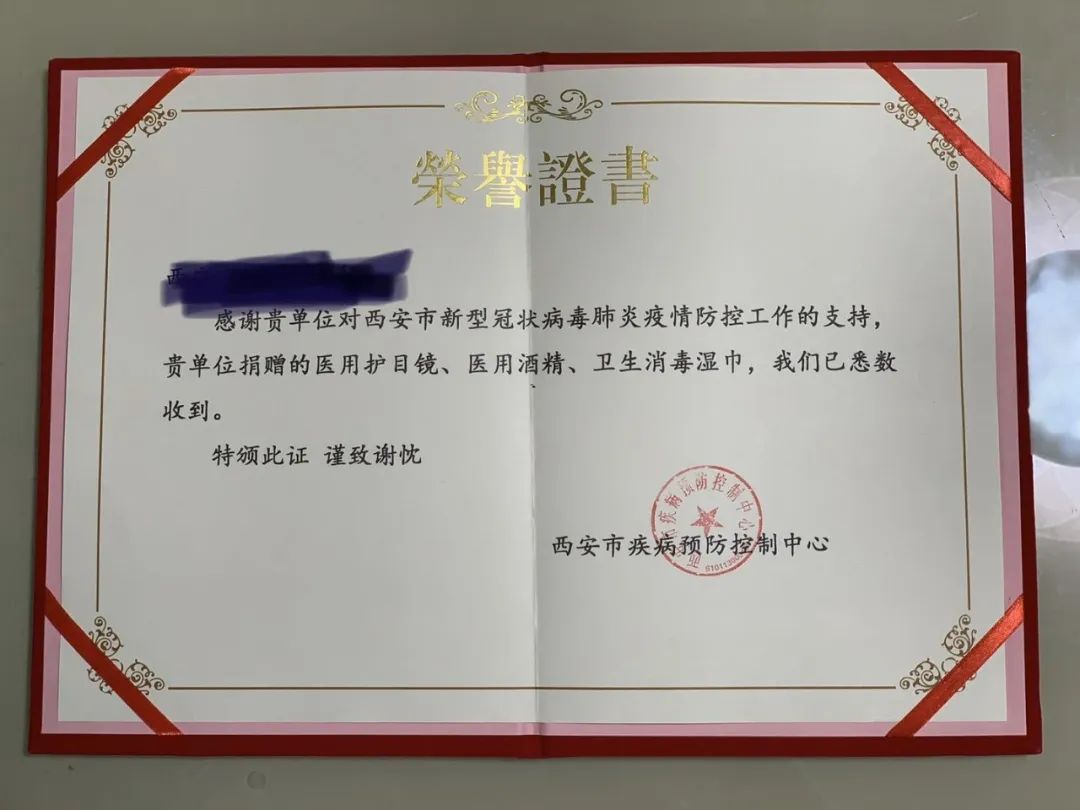 榮譽證書
西
感谢贵单位对西安市新型冠状病毒肺炎疫情防控工作的支持，
贵单位捐赠的医用护目镜、医用酒精、卫生消毒湿巾，我们已悉数
收到。
特颁此证 谨致谢忱
西安市疾病预防控制中心